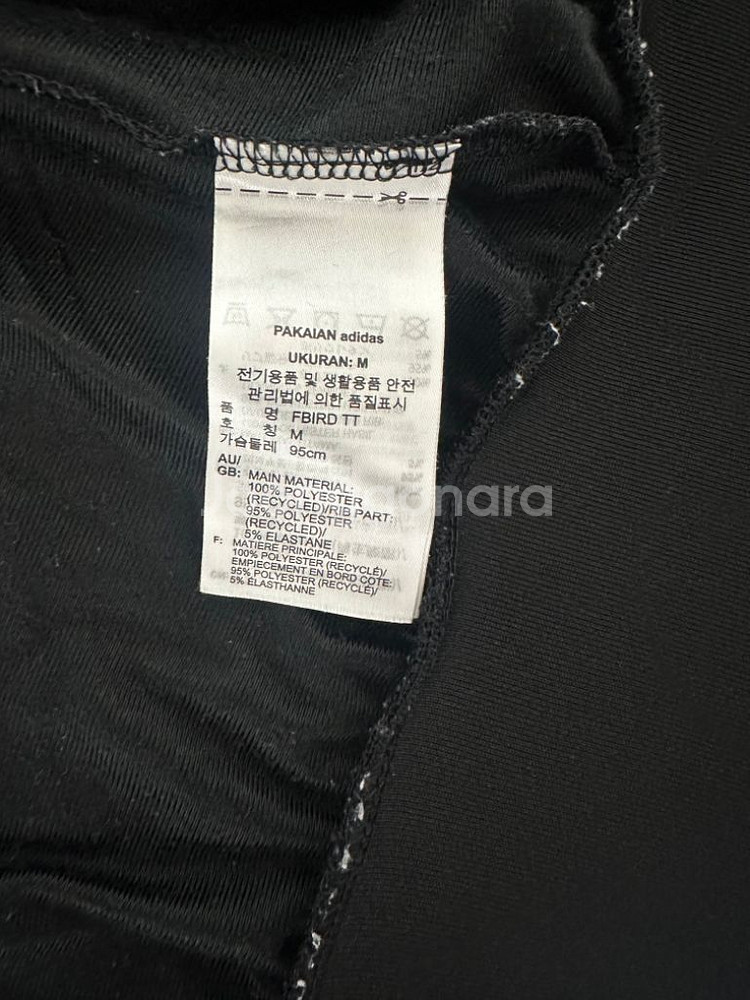 PAKAIAN adidas
UKURAN: M
전기용품 및 생활용품 안전
관리법에 의한 품질표시
품 명 FBIRD TT
호 칭 M
가슴둘레 95cm
AU/
GB: MAIN MATERIAL:
100% POLYESTER
(RECYCLED)/RIB PART:
95% POLYESTER
(RECYCLED)/
5% ELASTANE
F: MATIÈRE PRINCIPALE:
100% POLYESTER (RECYCLÉ)/
EMPIECEMENT EN BORD COTE:
95% POLYESTER (RECYCLÉ)/
5% ÉLASTHANNE